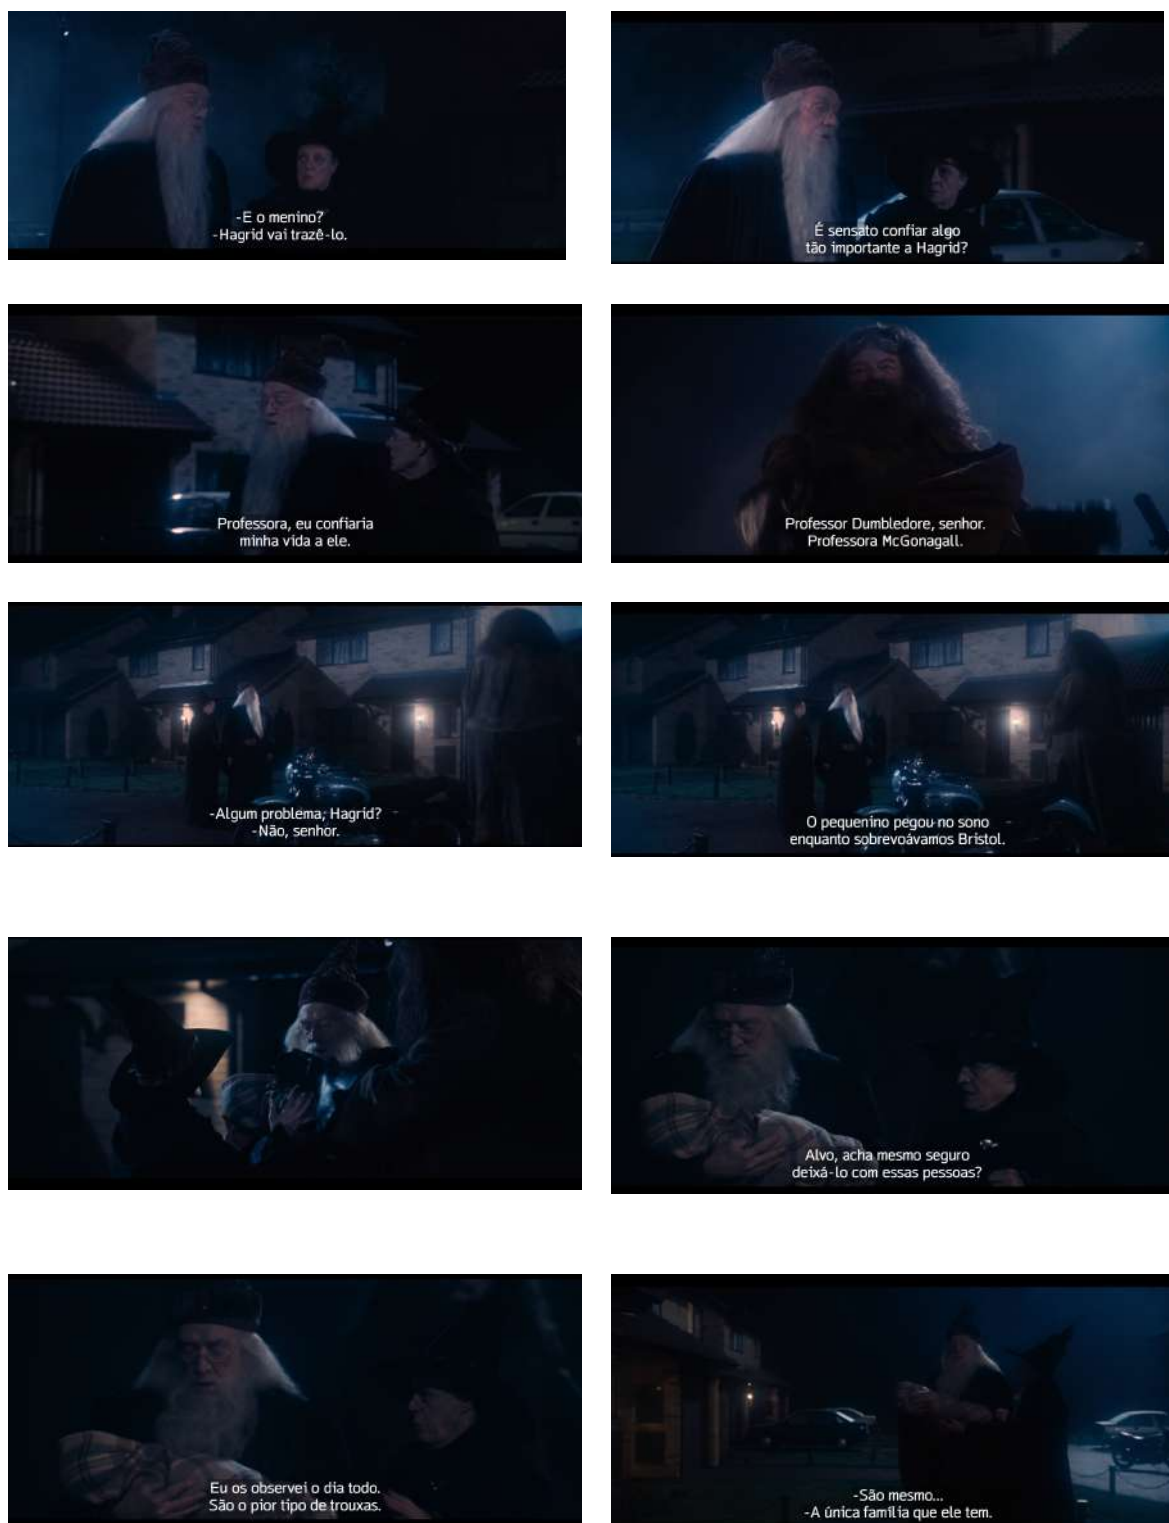 -E o menino?
-Hagrid vai trazê-lo.
É sensato confiar algo
tão importante a Hagrid?
Professora, eu confiaria
minha vida a ele.
Professor Dumbledore, senhor.
Professora McGonagall.
-Algum problema, Hagrid?
-Não, senhor.
O pequenino pegou no sono
enquanto sobrevoávamos Bristol.
Alvo, acha mesmo seguro
deixá-lo com essas pessoas?
Eu os observei o dia todo.
São o pior tipo de trouxas.
-São mesmo...
-A única família que ele tem.